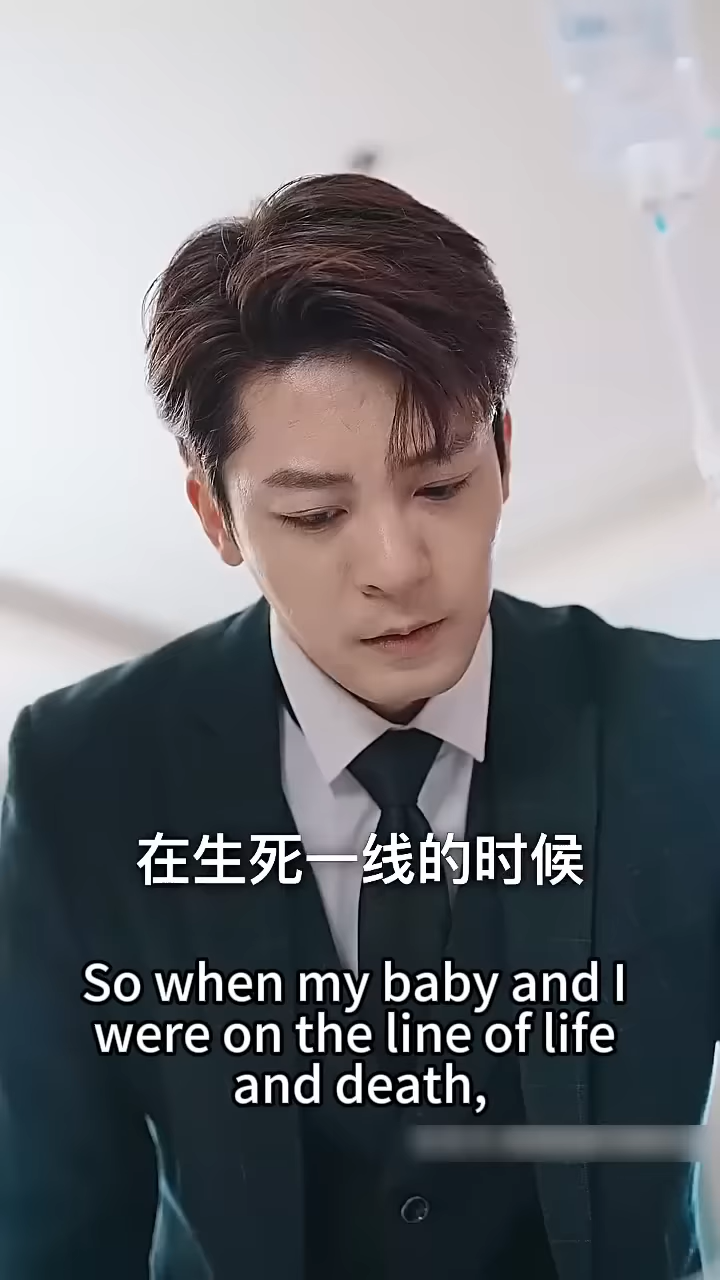 在生死一线的时候
So when my baby and I
were on the line of life
and death,